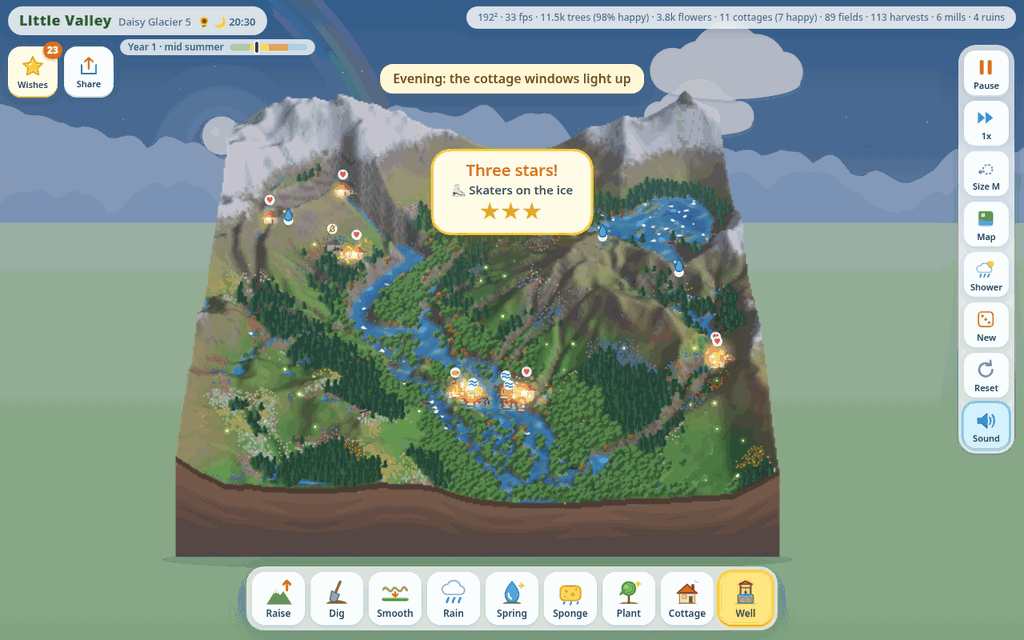 Little Valley Daisy Glacier 5 20:30
192² · 33 fps · 11.5k trees (98% happy) · 3.8k flowers · 11 cottages (7 happy) · 89 fields · 113 harvests · 6 mills · 4 ruins
Year 1 · mid summer
23
Wishes
Share
Evening: the cottage windows light up
Three stars!
Skaters on the ice
Pause
1x
Size M
Map
Shower
New
Reset
Sound
Raise
Dig
Smooth
Rain
Spring
Sponge
Plant
Cottage
Well